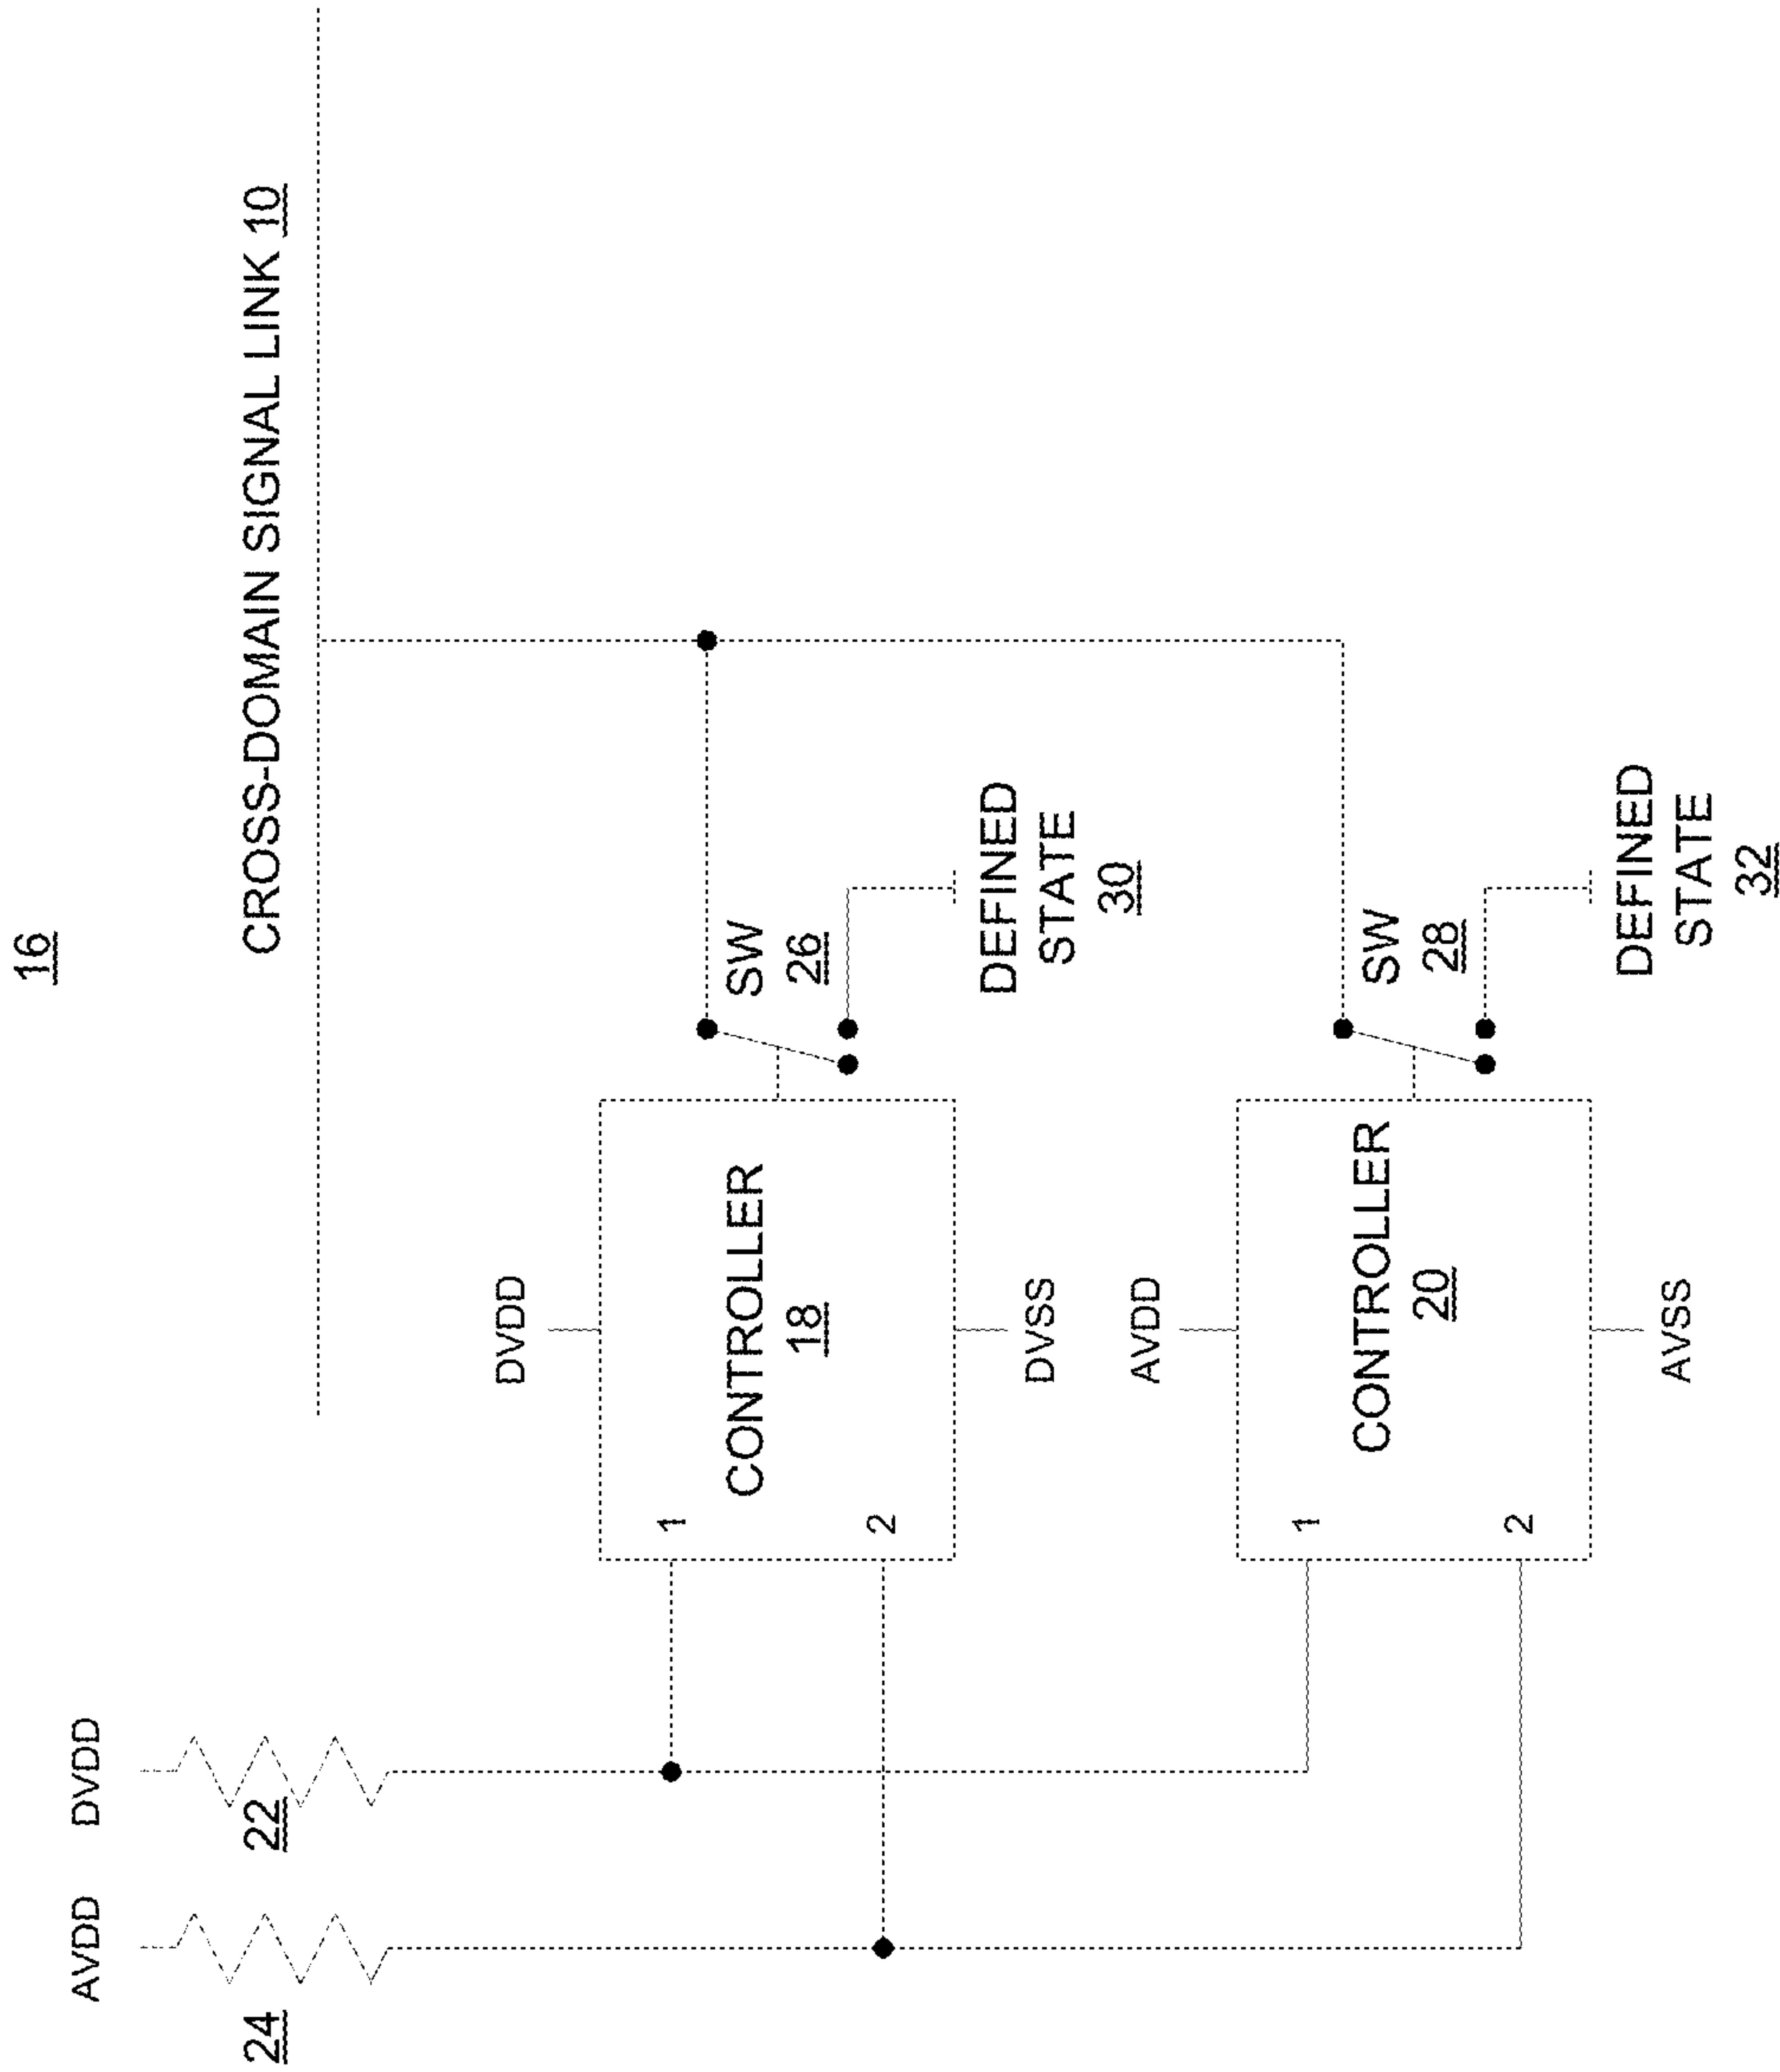 16
CROSS-DOMAIN SIGNAL LINK 10
AVDD
DVDD
24
22
DVDD
1
2
CONTROLLER
18
DVSS
SW
26
DEFINED
STATE
30
AVDD
1
2
CONTROLLER
20
AVSS
SW
28
DEFINED
STATE
32